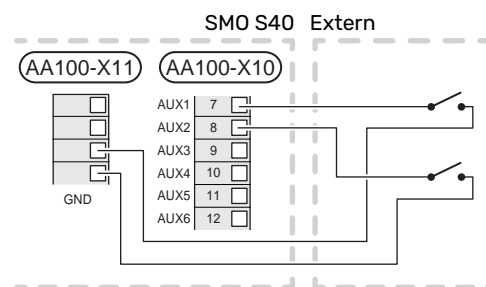 SMO S40 Extern
AA100-X11 AA100-X10
AUX1 7
AUX2 8
AUX3 9
AUX4 10
AUX5 11
AUX6 12
GND